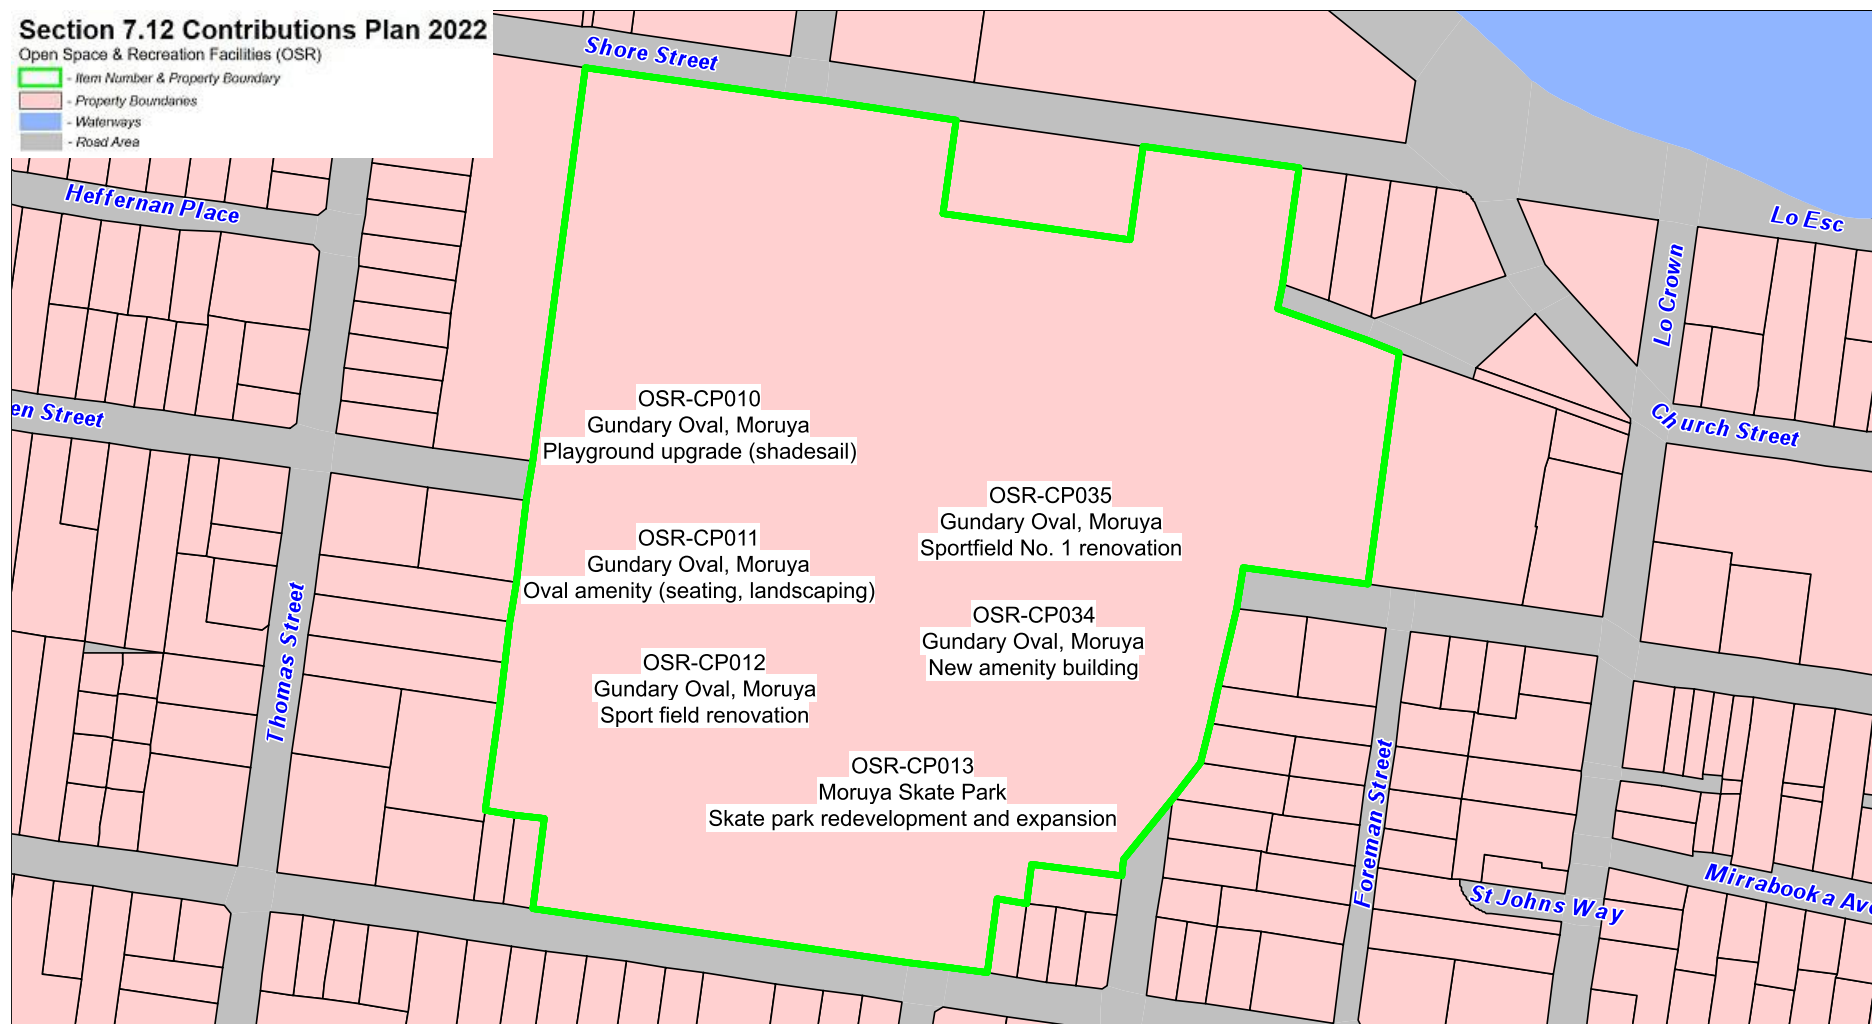 Section 7.12 Contributions Plan 2022
Open Space & Recreation Facilities (OSR)
- Item Number & Property Boundary
- Property Boundaries
- Waterways
- Road Area
Shore Street
Heffernan Place
Lo Esc
Lo Crown
en Street
Church Street
OSR-CP010
Gundary Oval, Moruya
Playground upgrade (shadesail)
OSR-CP035
Gundary Oval, Moruya
Sportfield No. 1 renovation
OSR-CP011
Gundary Oval, Moruya
Oval amenity (seating, landscaping)
OSR-CP034
Gundary Oval, Moruya
New amenity building
Thomas Street
OSR-CP012
Gundary Oval, Moruya
Sport field renovation
OSR-CP013
Moruya Skate Park
Skate park redevelopment and expansion
Foreman Street
St Johns Way
Mirrabooka Ave